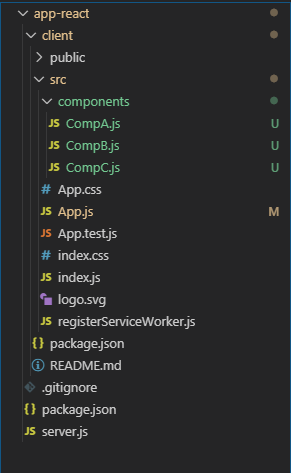 app-react
client
public
src
components
JS CompA.js U
JS CompB.js U
JS CompC.js U
# App.css
JS App.js M
JS App.test.js
# index.css
JS index.js
logo.svg
JS registerServiceWorker.js
{} package.json
README.md
.gitignore
{} package.json
JS server.js